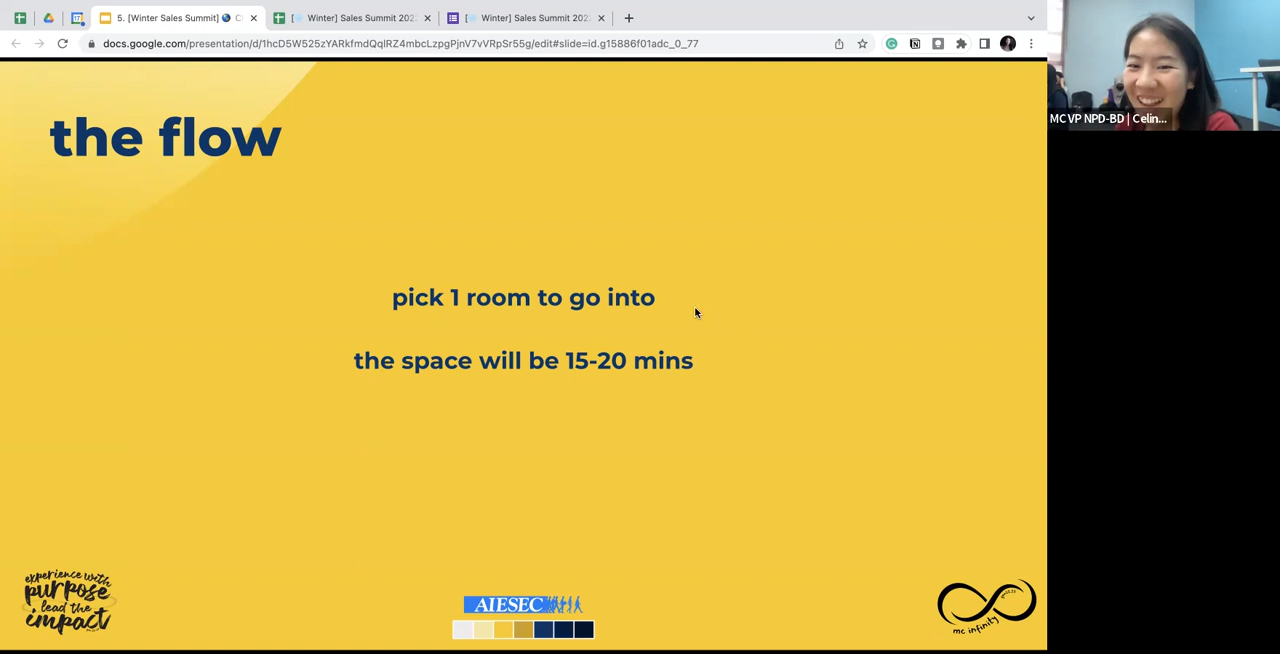 5. [Winter Sales Summit] 🌏 C
Winter] Sales Summit 202
Winter] Sales Summit 202
docs.google.com/presentation/d/1hcD5W525zYARkfmdQqlRZ4mbcLzpgPjnV7vVRpSr55g/edit#slide=id.g15886f01adc_0_77
MC VP NPD-BD | Celin...
the flow
pick 1 room to go into
the space will be 15-20 mins
experience with
purpose
lead the
impact
AIESEC
mc infinity